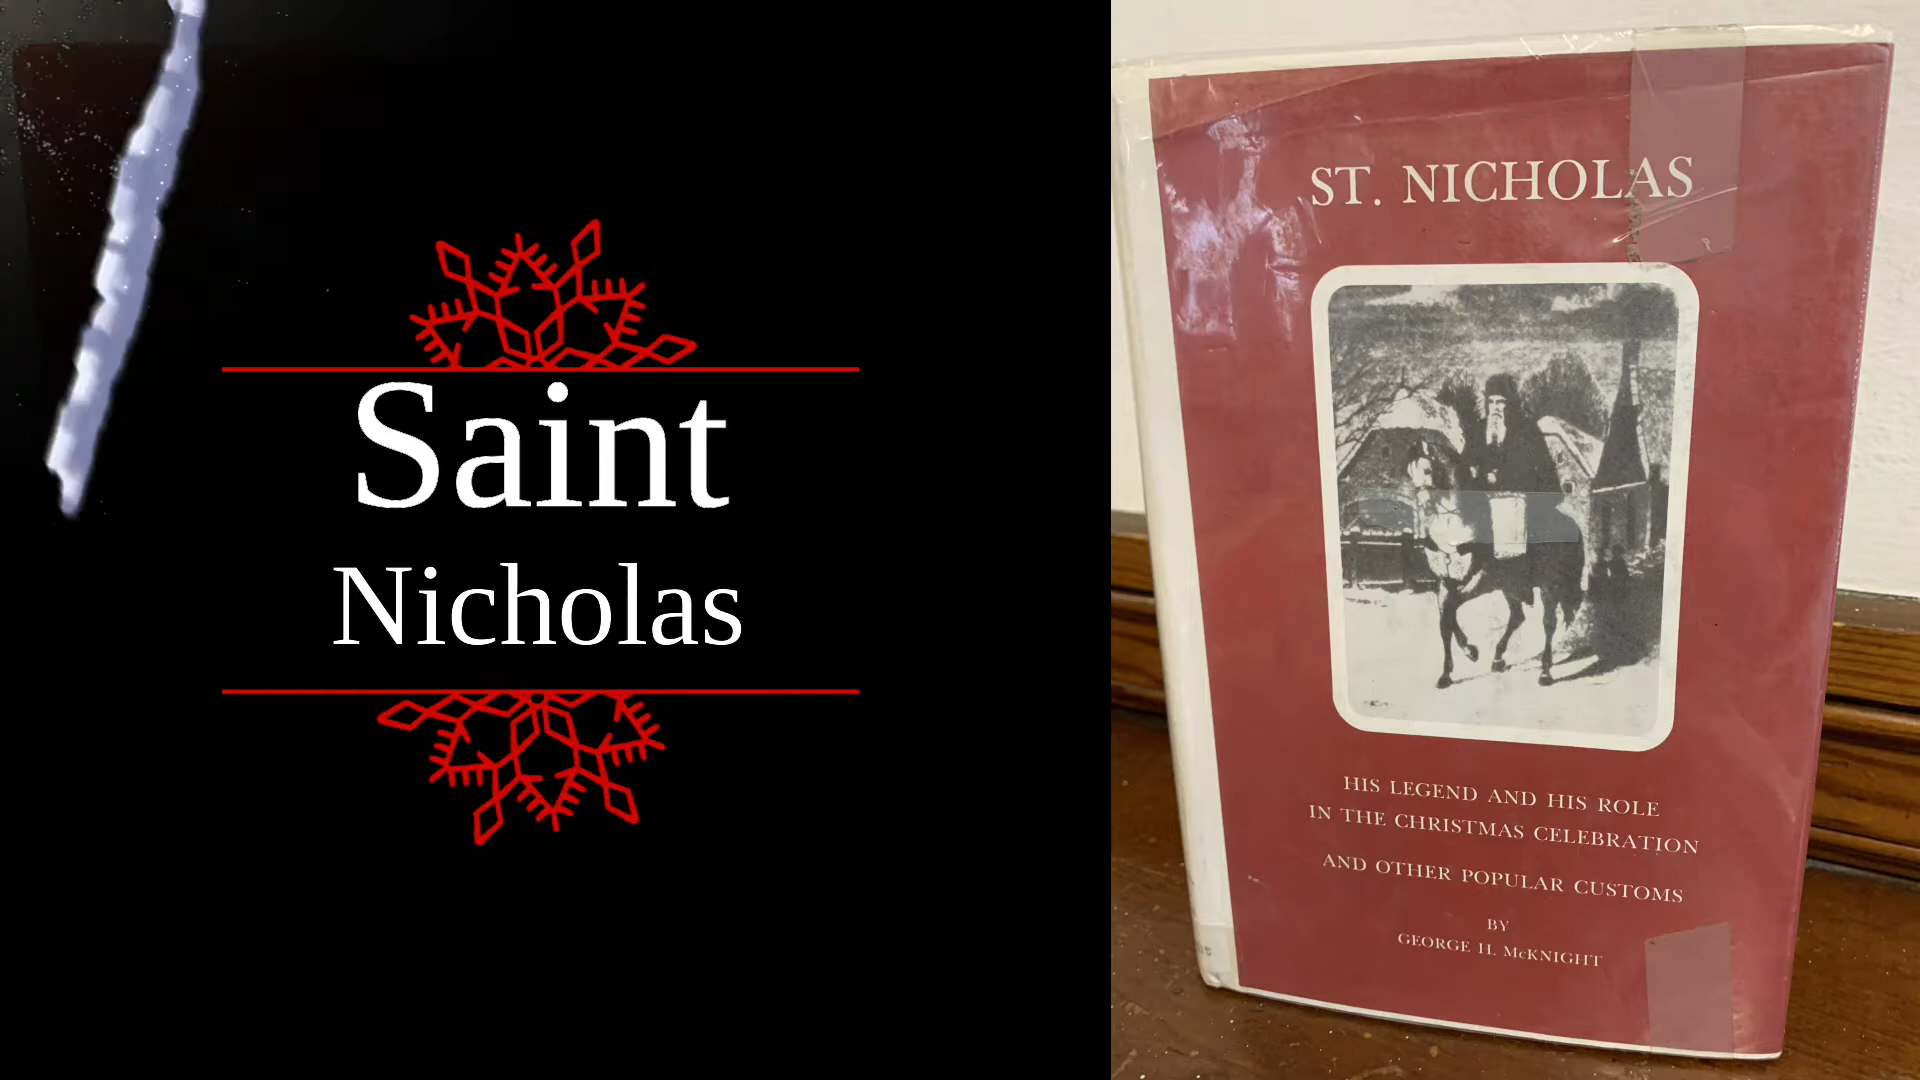 Saint
Nicholas
ST. NICHOLAS
HIS LEGEND AND HIS ROLE
IN THE CHRISTMAS CELEBRATION
AND OTHER POPULAR CUSTOMS
BY
GEORGE H. McKNIGHT